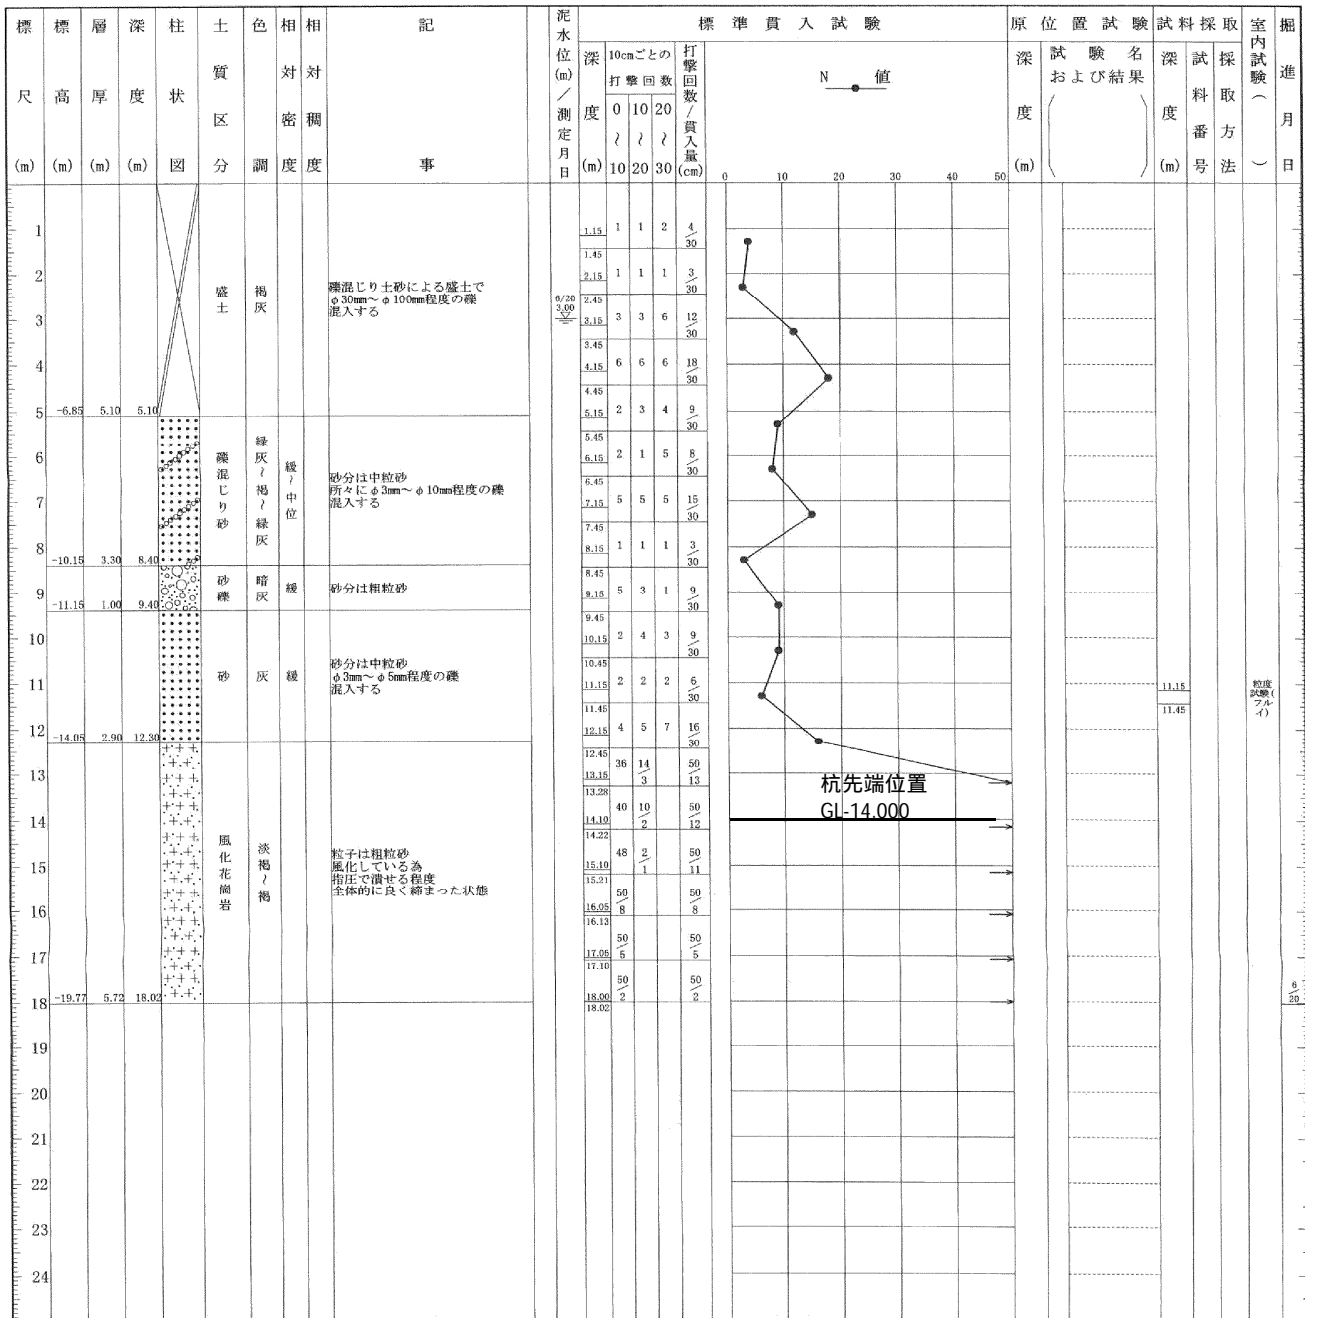 標尺(m)
標高(m)
層厚(m)
深度(m)
柱状図
土質区分
色調
相対密度
相対稠度
記事
泥水位(m)/測定月日
標準貫入試験
深度(m)
10cmごとの
打撃回数
0～10
10～20
20～30
打撃回数/貫入量(cm)
N 値
0 10 20 30 40 50
原位置試験
深度(m)
試験名
および結果
( )
試料採取
深度(m)
試料番号
採取方法
室内試験( )
掘進月日
1
2
3
4
5
6
7
8
9
10
11
12
13
14
15
16
17
18
19
20
21
22
23
24
-6.85 5.10 5.10
盛土
褐灰
礫混じり土砂による盛土で
φ30mm～φ100mm程度の礫
混入する
6/20
3.00
-10.15 3.30 8.40
礫混じり砂
緑灰～褐～緑灰
緩～中位
砂分は中粒砂
所々にφ3mm～φ10mm程度の礫
混入する
-11.15 1.00 9.40
砂礫
暗灰
緩
砂分は粗粒砂
-14.05 2.90 12.30
砂
灰
緩
砂分は中粒砂
φ3mm～φ5mm程度の礫
混入する
-19.77 5.72 18.02
風化花崗岩
淡褐～褐
粒子は粗粒砂
風化している為
指圧で潰せる程度
全体的に良く締まった状態
1.15 1 1 2 4/30
1.45
2.15 1 1 1 3/30
2.45
3.15 3 3 6 12/30
3.45
4.15 6 6 6 18/30
4.45
5.15 2 3 4 9/30
5.45
6.15 2 1 5 8/30
6.45
7.15 5 5 5 15/30
7.45
8.15 1 1 1 3/30
8.45
9.15 5 3 1 9/30
9.45
10.15 2 4 3 9/30
10.45
11.15 2 2 2 6/30
11.45
12.15 4 5 7 16/30
12.45
13.15 36 14/3 50/13
13.28
14.10 40 10/2 50/12
14.22
15.10 48 2/1 50/11
15.21
16.05 50/8 50/8
16.13
17.05 50/5 50/5
17.10
18.00 50/2 50/2
18.02
杭先端位置
GL-14.000
11.15
11.45
粒度
試験(
フル
イ)
6/20